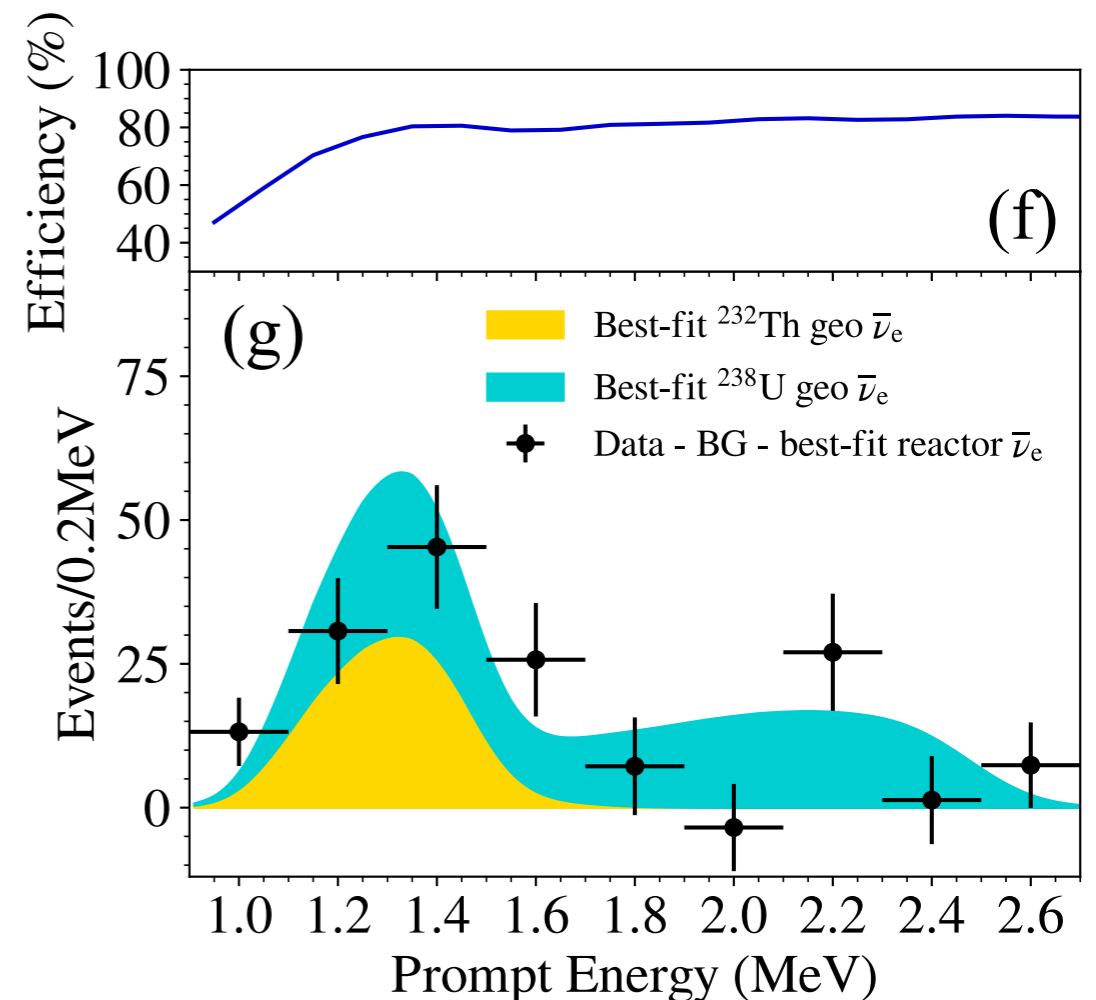 Efficiency (%)
100
80
60
40
(f)
(g)
Best-fit ²³²Th geo ν̅ₑ
Best-fit ²³⁸U geo ν̅ₑ
Data - BG - best-fit reactor ν̅ₑ
Events/0.2MeV
75
50
25
0
1.0 1.2 1.4 1.6 1.8 2.0 2.2 2.4 2.6
Prompt Energy (MeV)